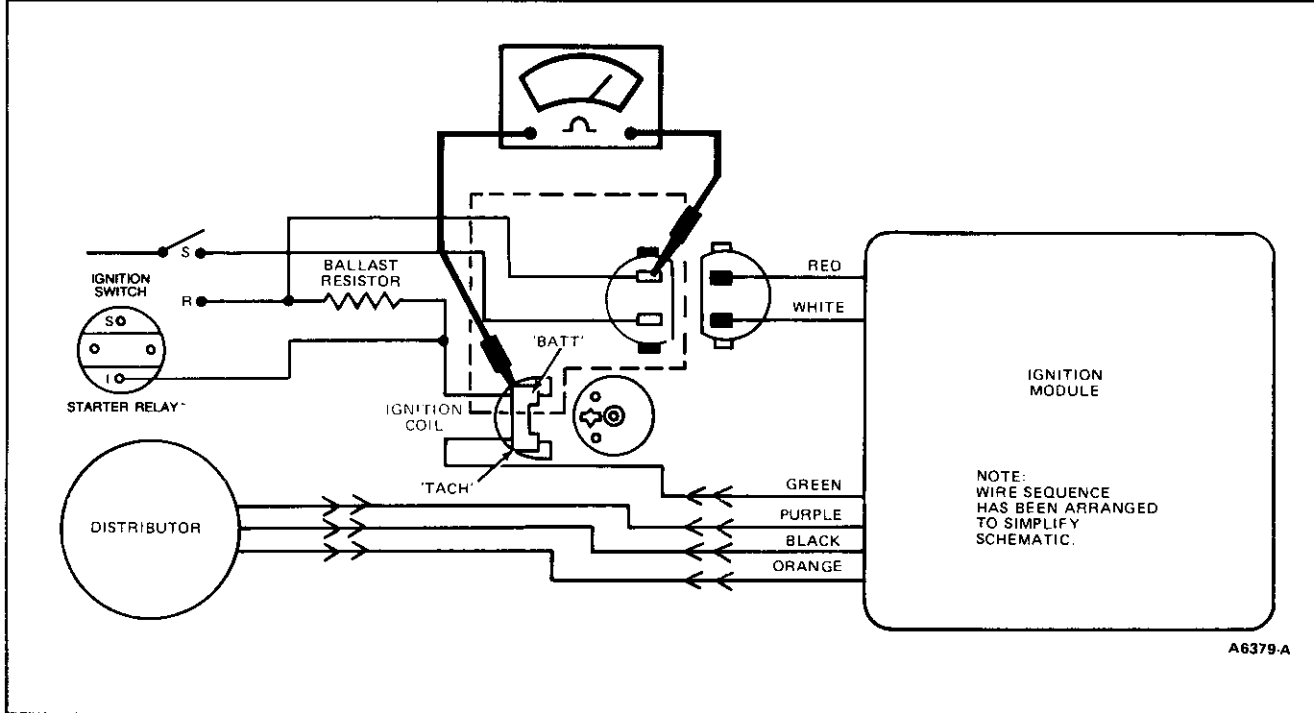 S
BALLAST
RESISTOR
IGNITION
SWITCH
R
S
I
STARTER RELAY
RED
WHITE
'BATT'
IGNITION
COIL
'TACH'
IGNITION
MODULE
DISTRIBUTOR
GREEN
PURPLE
BLACK
ORANGE
NOTE:
WIRE SEQUENCE
HAS BEEN ARRANGED
TO SIMPLIFY
SCHEMATIC.
A6379-A